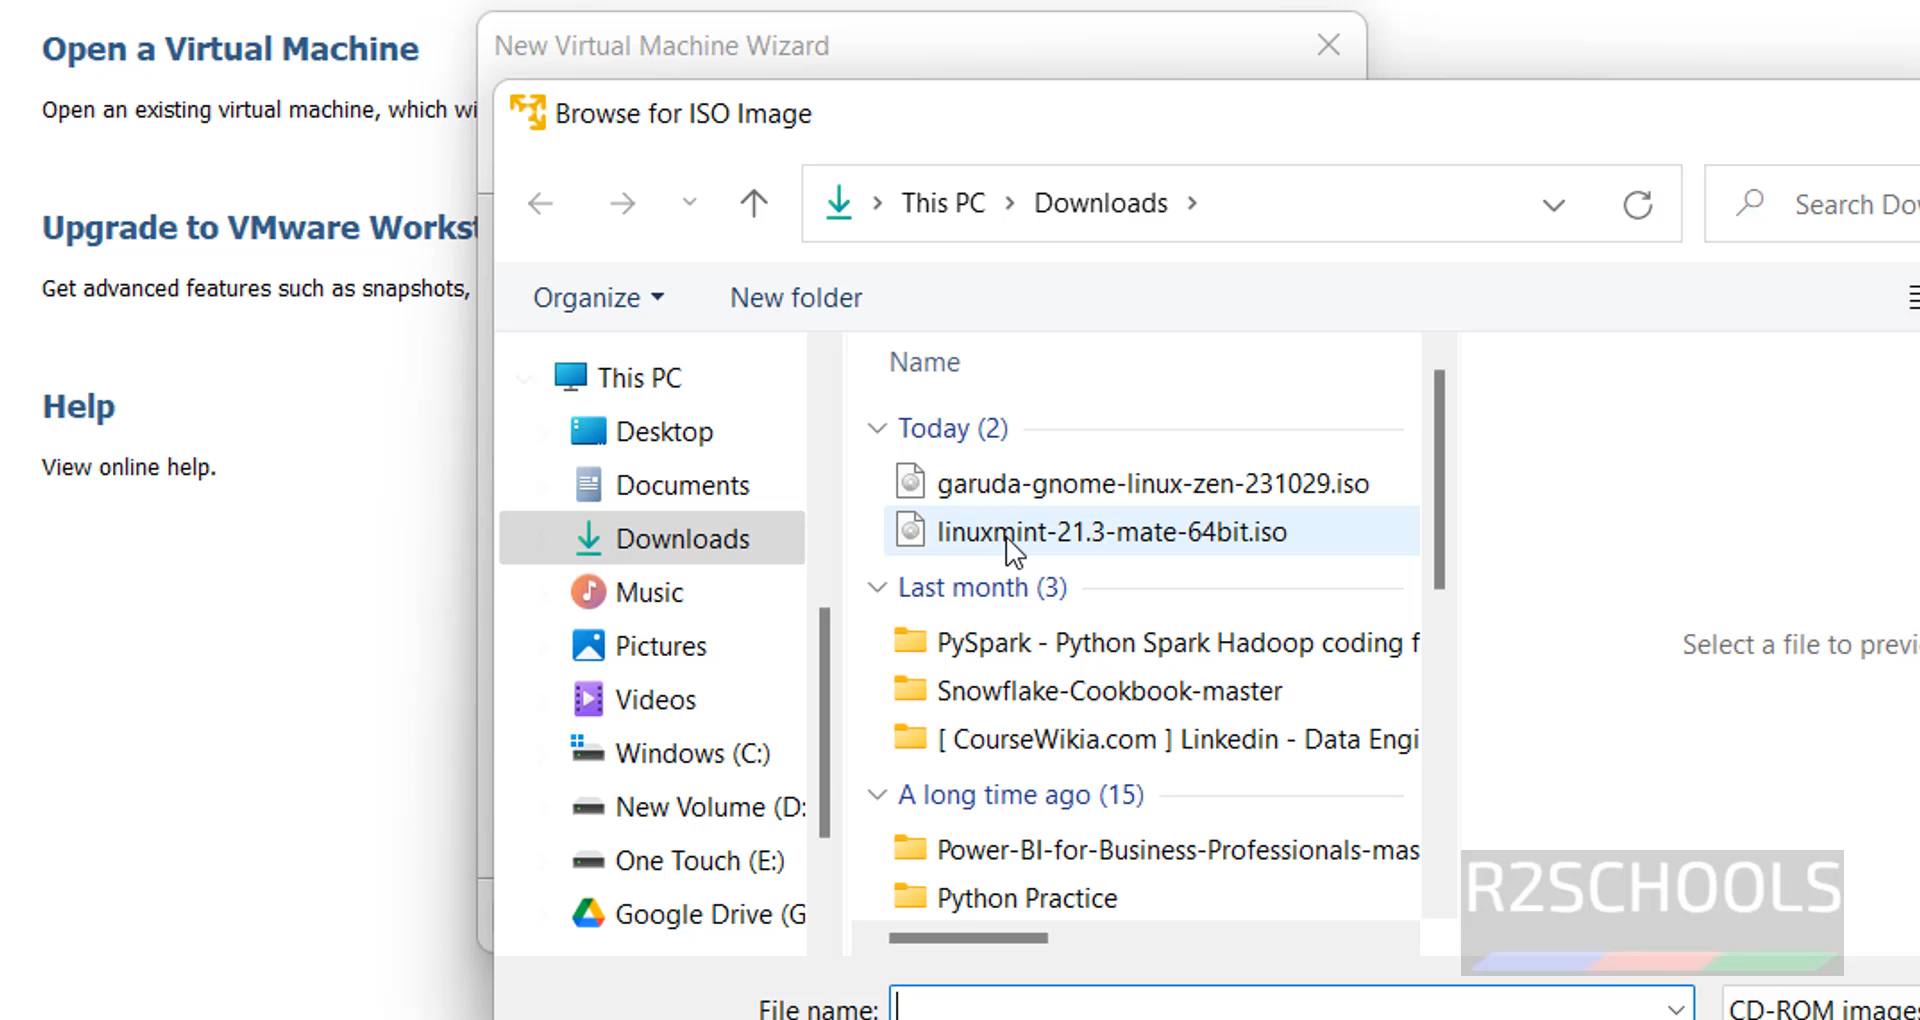 Open a Virtual Machine
Open an existing virtual machine, which wi
Upgrade to VMware Workst
Get advanced features such as snapshots,
Help
View online help.
New Virtual Machine Wizard
Browse for ISO Image
This PC
Downloads
Search Dov
Organize
New folder
This PC
Desktop
Documents
Downloads
Music
Pictures
Videos
Windows (C:)
New Volume (D:
One Touch (E:)
Google Drive (G
Name
Today (2)
garuda-gnome-linux-zen-231029.iso
linuxmint-21.3-mate-64bit.iso
Last month (3)
PySpark - Python Spark Hadoop coding f
Snowflake-Cookbook-master
[ CourseWikia.com ] Linkedin - Data Engi
A long time ago (15)
Power-BI-for-Business-Professionals-mas
Python Practice
Select a file to previ
R2SCHOOLS
File name:
CD-ROM images